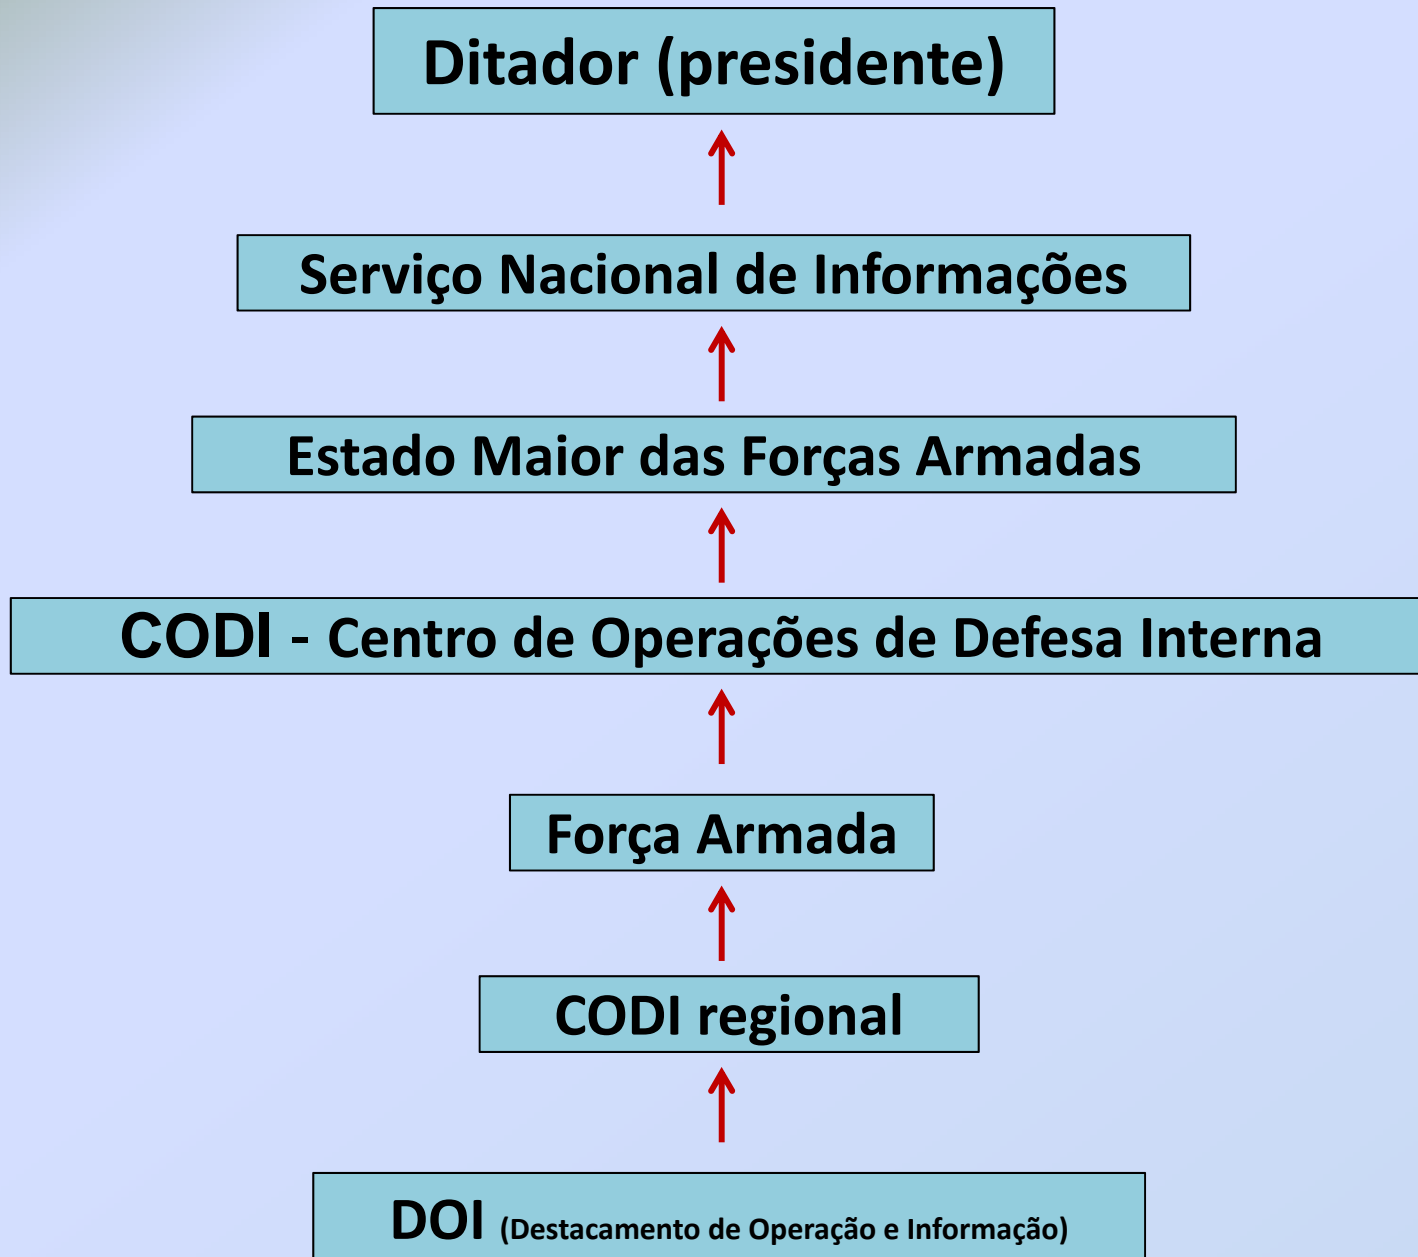 Ditador (presidente)
Serviço Nacional de Informações
Estado Maior das Forças Armadas
CODI - Centro de Operações de Defesa Interna
Força Armada
CODI regional
DOI (Destacamento de Operação e Informação)